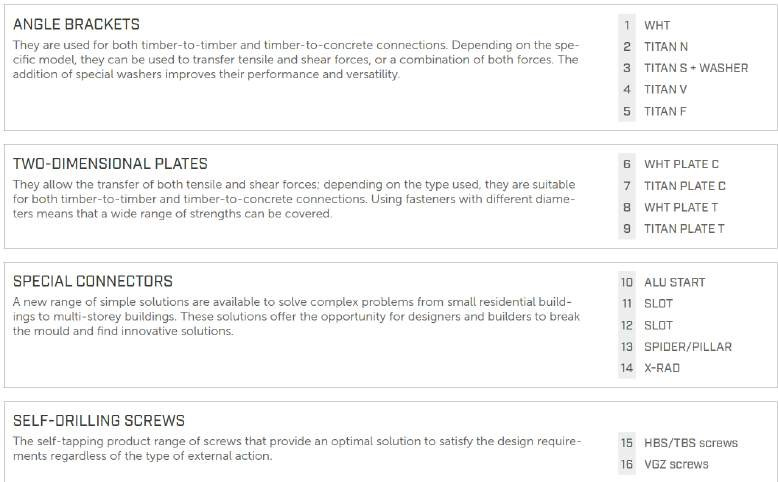 ANGLE BRACKETS
They are used for both timber-to-timber and timber-to-concrete connections. Depending on the spe-
cific model, they can be used to transfer tensile and shear forces, or a combination of both forces. The
addition of special washers improves their performance and versatility.
1 WHT
2 TITAN N
3 TITAN S + WASHER
4 TITAN V
5 TITAN F
TWO-DIMENSIONAL PLATES
They allow the transfer of both tensile and shear forces; depending on the type used, they are suitable
for both timber-to-timber and timber-to-concrete connections. Using fasteners with different diame-
ters means that a wide range of strengths can be covered.
6 WHT PLATE C
7 TITAN PLATE C
8 WHT PLATE T
9 TITAN PLATE T
SPECIAL CONNECTORS
A new range of simple solutions are available to solve complex problems from small residential build-
ings to multi-storey buildings. These solutions offer the opportunity for designers and builders to break
the mould and find innovative solutions.
10 ALU START
11 SLOT
12 SLOT
13 SPIDER/PILLAR
14 X-RAD
SELF-DRILLING SCREWS
The self-tapping product range of screws that provide an optimal solution to satisfy the design require-
ments regardless of the type of external action.
15 HBS/TBS screws
16 VGZ screws